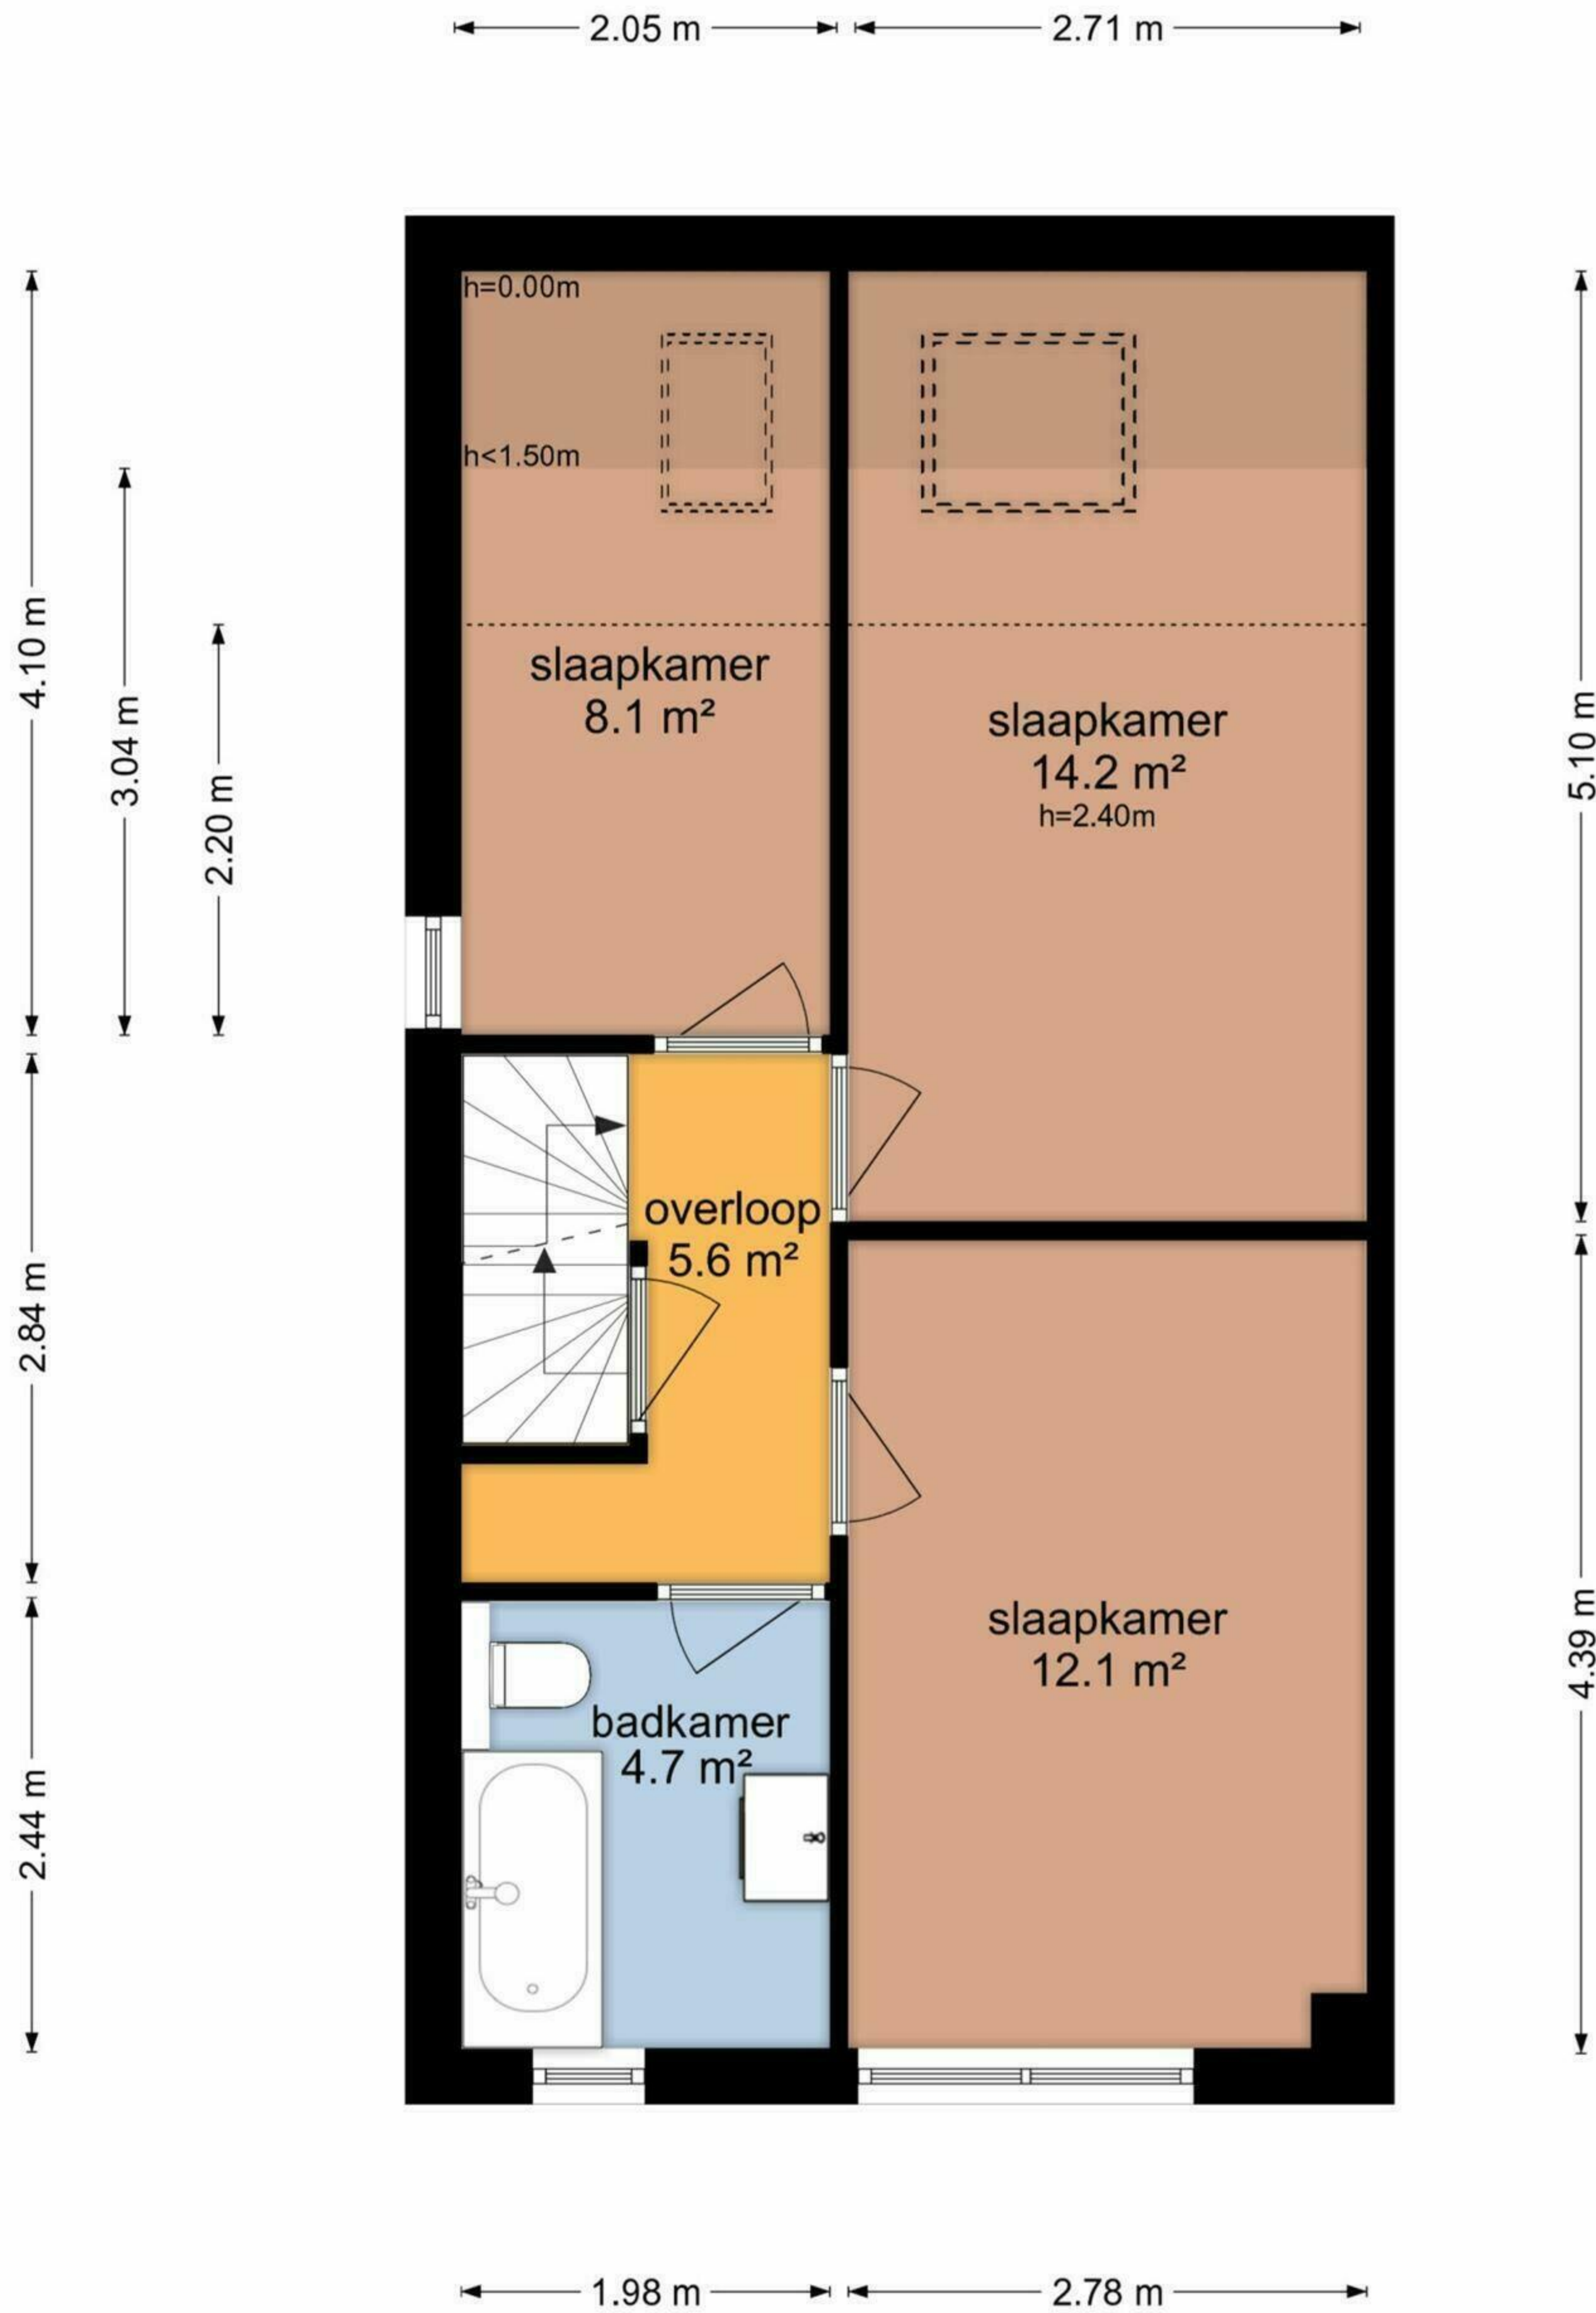 2.05 m
2.71 m
h=0.00m
h<1.50m
4.10 m
3.04 m
2.20 m
5.10 m
slaapkamer
8.1 m²
slaapkamer
14.2 m²
h=2.40m
overloop
5.6 m²
2.84 m
4.39 m
slaapkamer
12.1 m²
badkamer
4.7 m²
2.44 m
1.98 m
2.78 m